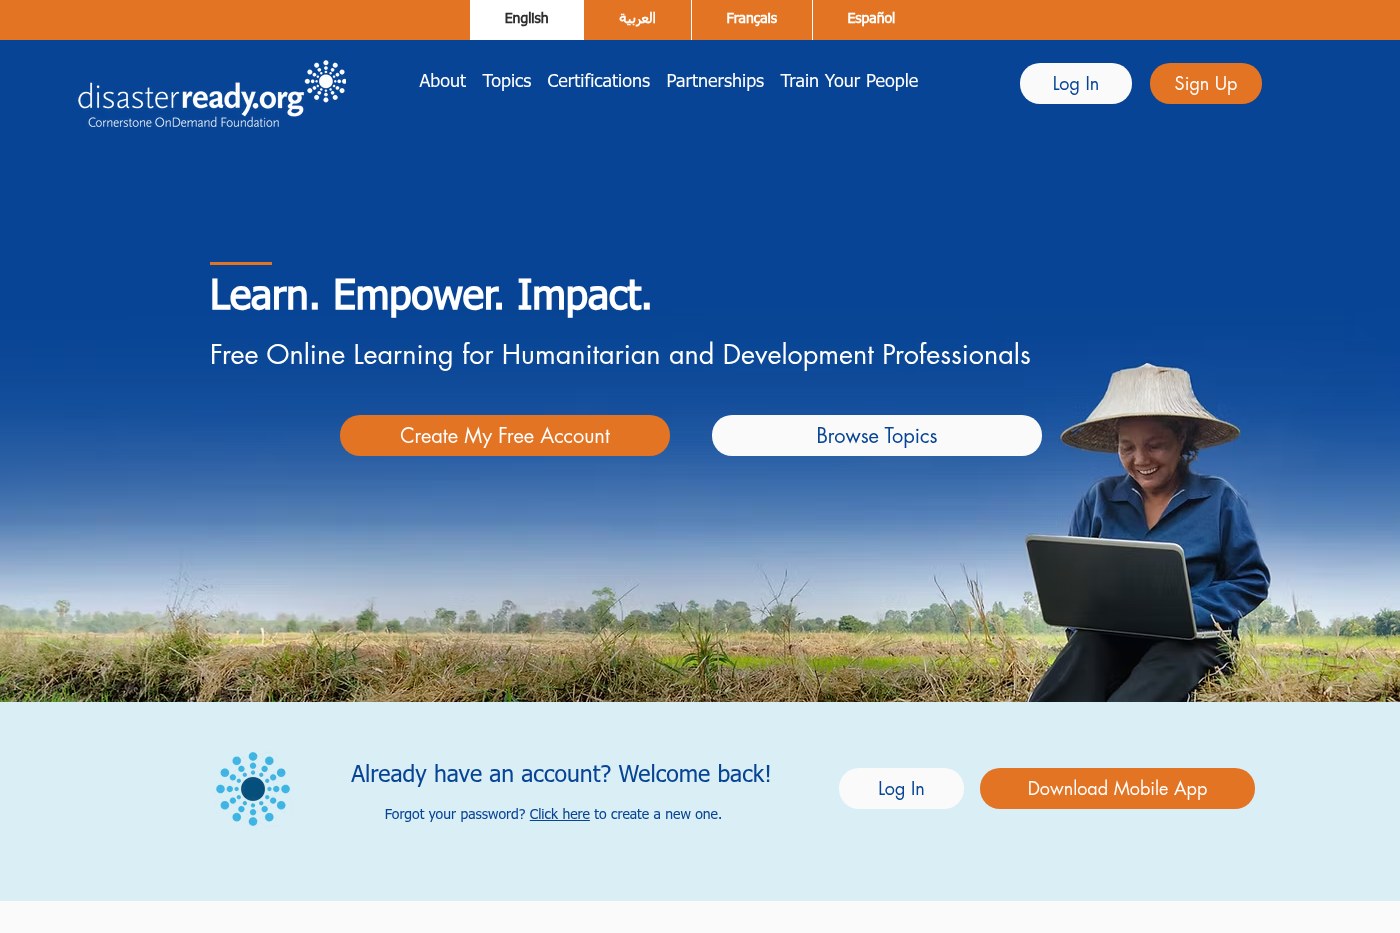 English
العربية
Français
Español
disasterready.org
Cornerstone OnDemand Foundation
About
Topics
Certifications
Partnerships
Train Your People
Log In
Sign Up
Learn. Empower. Impact.
Free Online Learning for Humanitarian and Development Professionals
Create My Free Account
Browse Topics
Already have an account? Welcome back!
Forgot your password? Click here to create a new one.
Log In
Download Mobile App